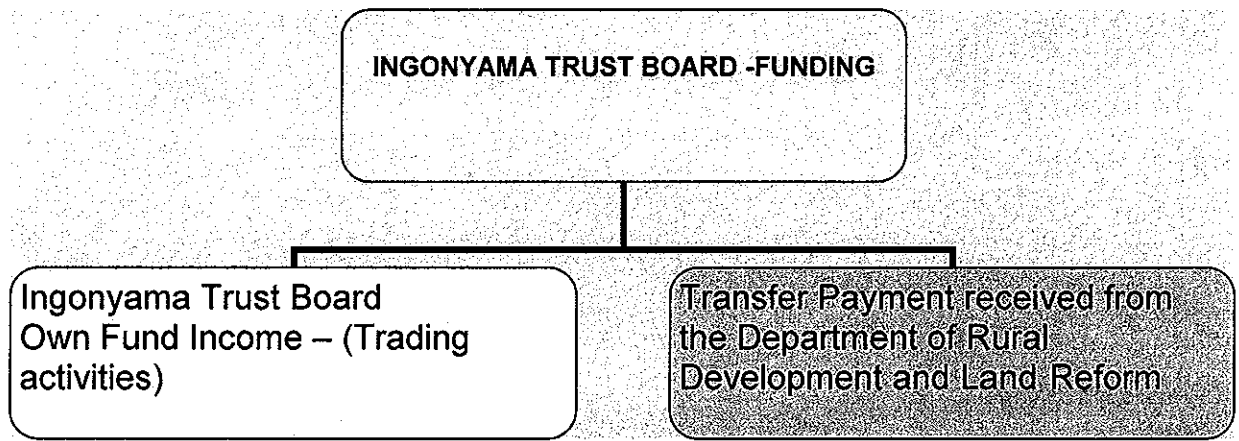 INGONYAMA TRUST BOARD -FUNDING
Ingonyama Trust Board
Own Fund Income – (Trading
activities)
Transfer Payment received from
the Department of Rural
Development and Land Reform